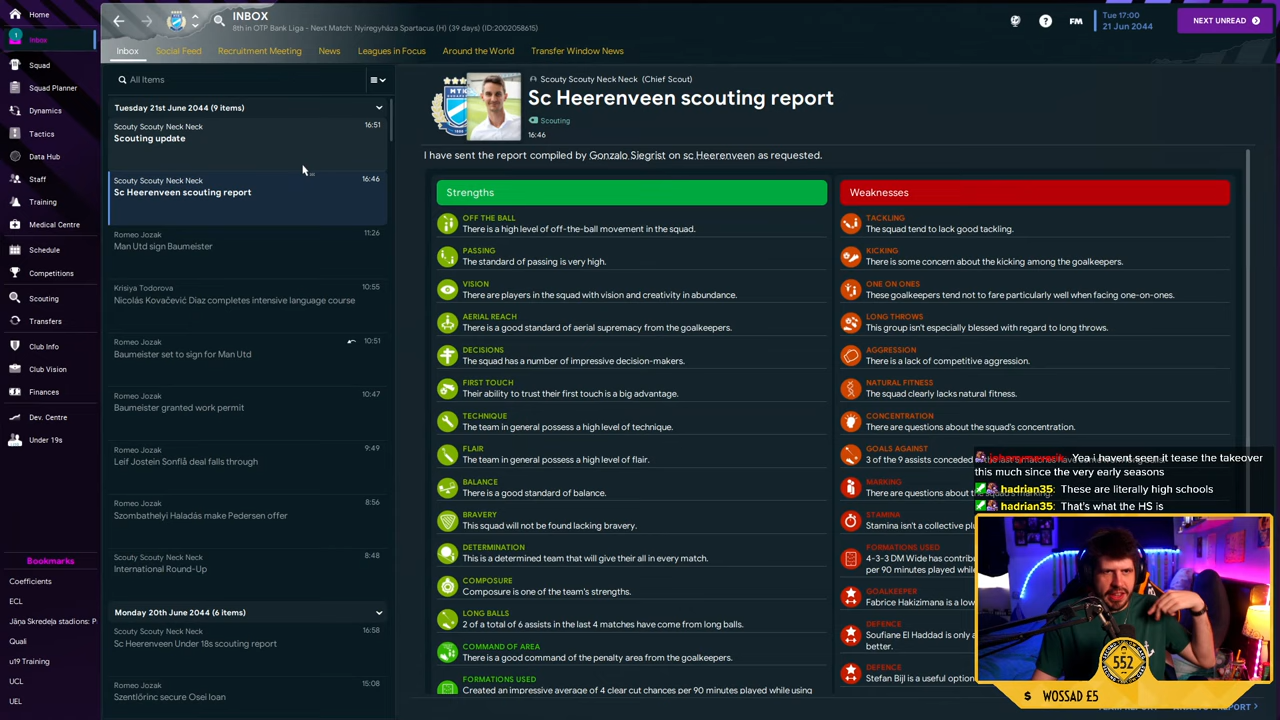 Home
1
Inbox
Squad
Squad Planner
Dynamics
Tactics
Data Hub
Staff
Training
Medical Centre
Schedule
Competitions
Scouting
Transfers
Club Info
Club Vision
Finances
Dev. Centre
Under 19s
Bookmarks
Coefficients
ECL
Jāņa Skredeļa stadions: P
Quali
u19 Training
UCL
UEL
INBOX
8th in OTP Bank Liga - Next Match: Nyíregyháza Spartacus (H) (39 days) (ID:2002058615)
FM
Tue 17:00
21 Jun 2044
NEXT UNREAD
Inbox
Social Feed
Recruitment Meeting
News
Leagues in Focus
Around the World
Transfer Window News
All Items
Tuesday 21st June 2044 (9 items)
Scouty Scouty Neck Neck 16:51
Scouting update
Scouty Scouty Neck Neck 16:46
Sc Heerenveen scouting report
Romeo Jozak 11:26
Man Utd sign Baumeister
Krisiya Todorova 10:55
Nicolás Kovačević Díaz completes intensive language course
Romeo Jozak 10:51
Baumeister set to sign for Man Utd
Romeo Jozak 10:47
Baumeister granted work permit
Romeo Jozak 9:49
Leif Jostein Sonflå deal falls through
Romeo Jozak 8:56
Szombathelyi Haladás make Pedersen offer
Scouty Scouty Neck Neck 8:48
International Round-Up
Monday 20th June 2044 (6 items)
Scouty Scouty Neck Neck 16:58
Sc Heerenveen Under 18s scouting report
Romeo Jozak 15:08
Szentlőrinc secure Osei loan
MTK
Scouty Scouty Neck Neck (Chief Scout)
Sc Heerenveen scouting report
Scouting
16:46
I have sent the report compiled by Gonzalo Siegrist on sc Heerenveen as requested.
Strengths
OFF THE BALL
There is a high level of off-the-ball movement in the squad.
PASSING
The standard of passing is very high.
VISION
There are players in the squad with vision and creativity in abundance.
AERIAL REACH
There is a good standard of aerial supremacy from the goalkeepers.
DECISIONS
The squad has a number of impressive decision-makers.
FIRST TOUCH
Their ability to trust their first touch is a big advantage.
TECHNIQUE
The team in general possess a high level of technique.
FLAIR
The team in general possess a high level of flair.
BALANCE
There is a good standard of balance.
BRAVERY
This squad will not be found lacking bravery.
DETERMINATION
This is a determined team that will give their all in every match.
COMPOSURE
Composure is one of the team's strengths.
LONG BALLS
2 of a total of 6 assists in the last 4 matches have come from long balls.
COMMAND OF AREA
There is a good command of the penalty area from the goalkeepers.
FORMATIONS USED
Created an impressive average of 4 clear cut chances per 90 minutes played while using
Weaknesses
TACKLING
The squad tend to lack good tackling.
KICKING
There is some concern about the kicking among the goalkeepers.
ONE ON ONES
These goalkeepers tend not to fare particularly well when facing one-on-ones.
LONG THROWS
This group isn't especially blessed with regard to long throws.
AGGRESSION
There is a lack of competitive aggression.
NATURAL FITNESS
The squad clearly lacks natural fitness.
CONCENTRATION
There are questions about the squad's concentration.
GOALS AGAINST
3 of the 9 assists conceded
MARKING
There are questions about the squad's marking.
STAMINA
Stamina isn't a collective plu
FORMATIONS USED
4-3-3 DM Wide has contrib
per 90 minutes played while
GOALKEEPER
Fabrice Hakizimana is a low
DEFENCE
Soufiane El Haddad is only a
better.
DEFENCE
Stefan Bijl is a useful option
Yea i havent seen it tease the takeover
this much since the very early seasons
hadrian35: These are literally high schools
hadrian35: That's what the HS is
552
$ WOSSAD £5